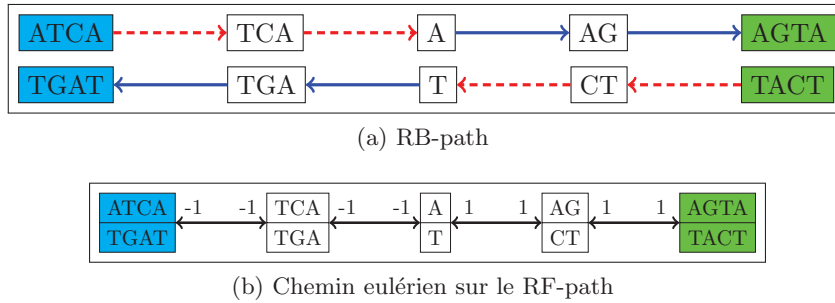 ATCA TCA A AG AGTA
TGAT TGA T CT TACT
(a) RB-path
-1 -1 -1 -1 1 1 1 1
ATCA TCA A AG AGTA
TGAT TGA T CT TACT
(b) Chemin eulérien sur le RF-path